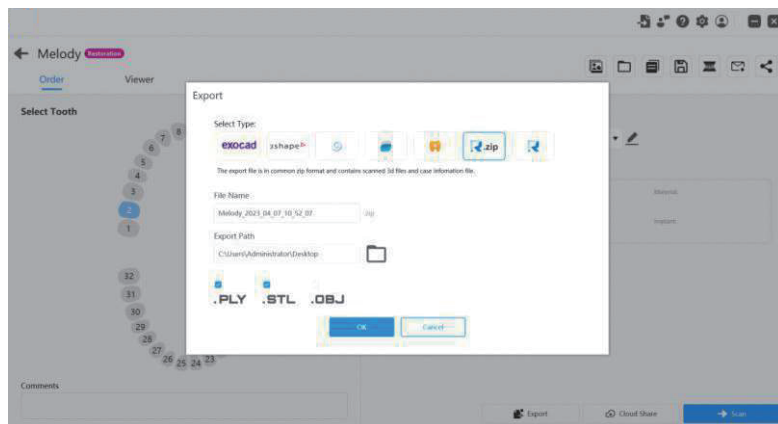 Melody Restoration
Order Viewer
Select Tooth
8
7
6
5
4
3
2
1
32
31
30
29
28
27
26 25 24 23
Comments
Export
Select Type:
exocad 3shape .zip
The export file is in common zip format and contains scanned 3d files and case infomation file.
File Name
Melody_2023_04_07_10_52_07 .zip
Export Path
C:\Users\Administrator\Desktop
.PLY .STL .OBJ
OK Cancel
Material
Implant
Export Cloud Share Scan